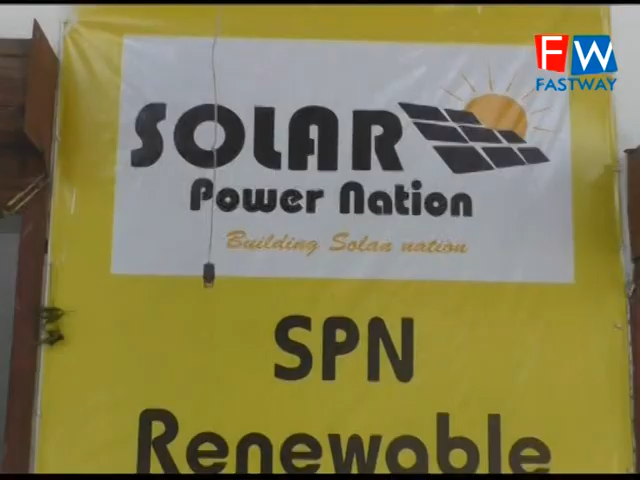 FW
FASTWAY
SOLAR
Power Nation
Building Solan nation
SPN
Renewable